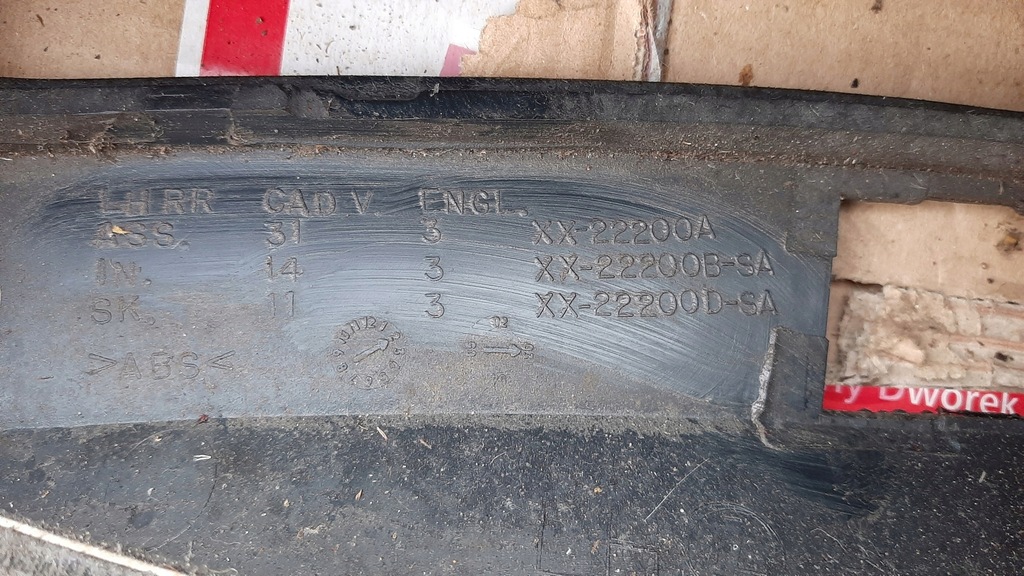 LH RR CAD V. ENGL.
ASS. 31 3 XX-22200A
IN. 14 3 XX-22200B-SA
SK. 11 3 XX-22200D-SA
>ABS<
02
Dworek